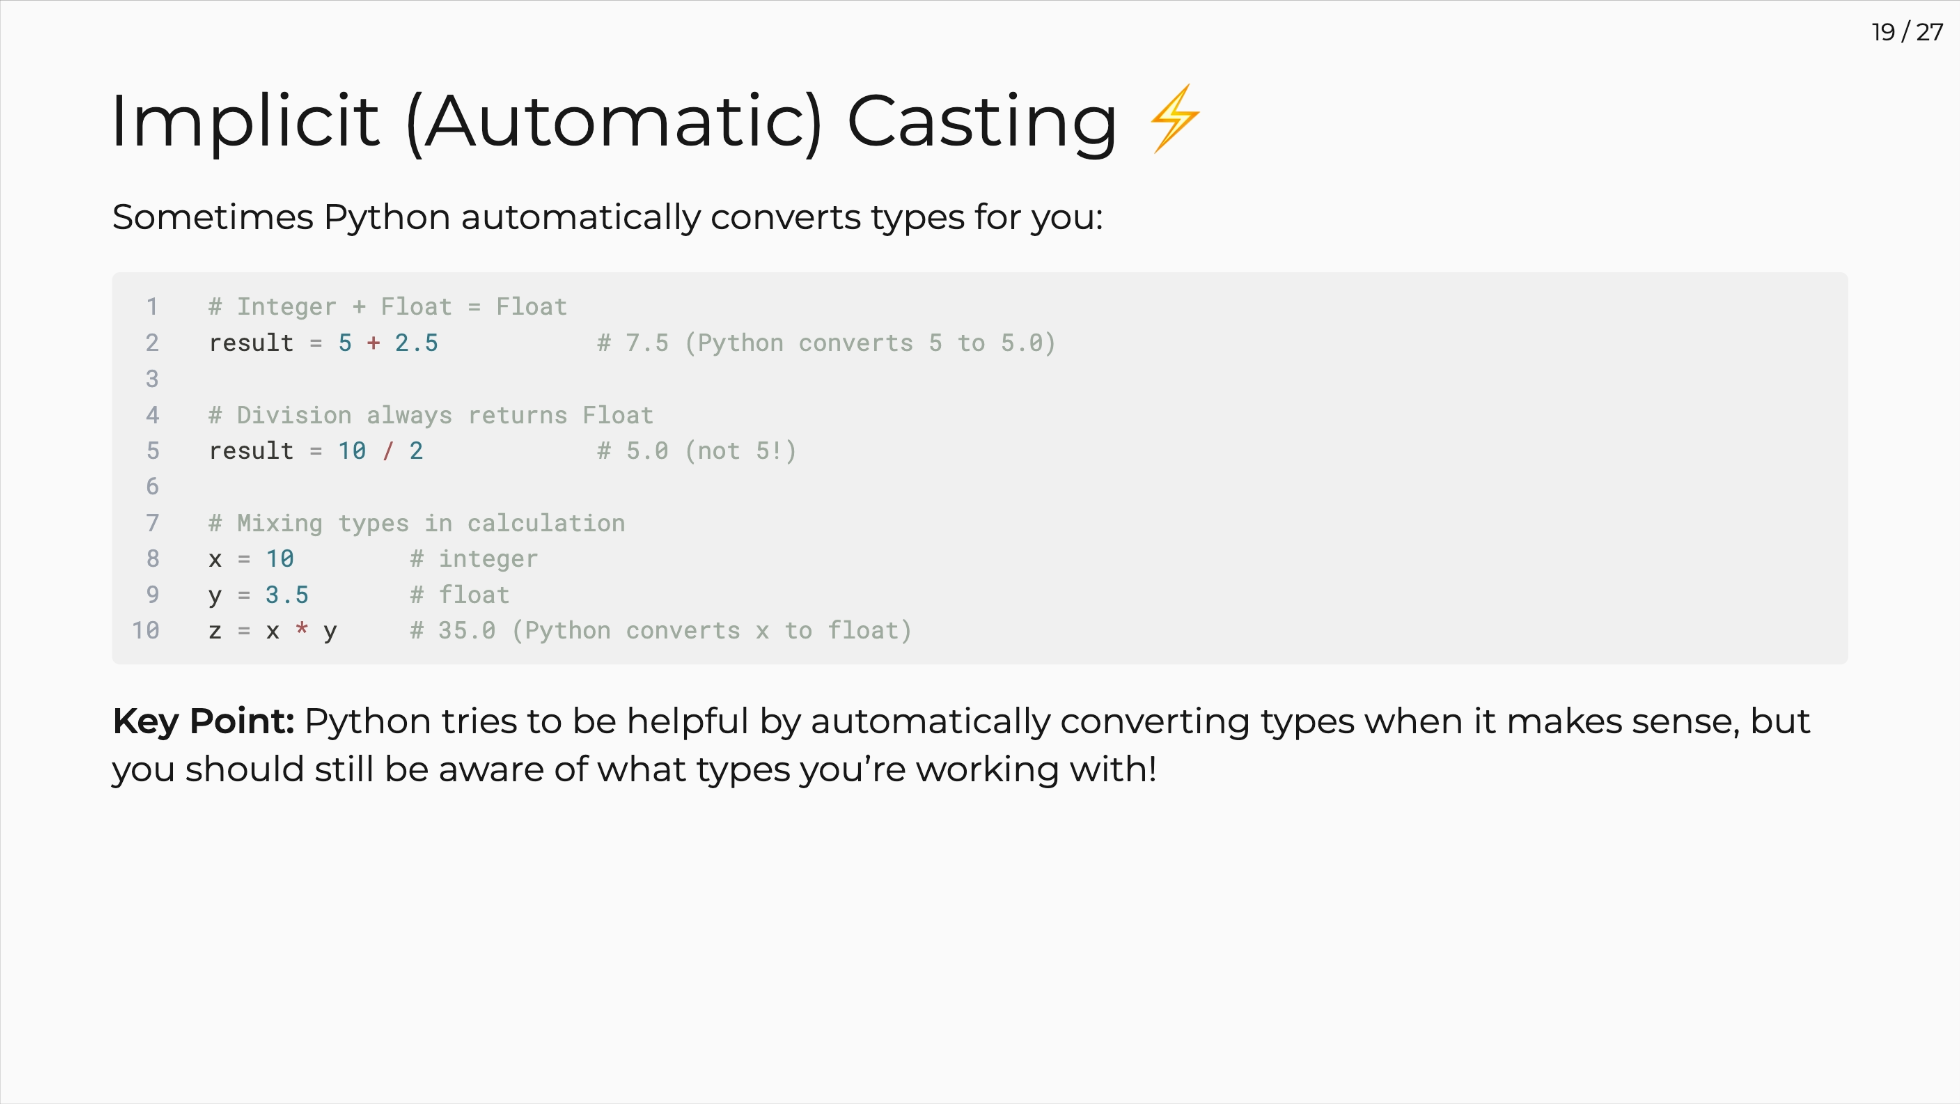 19 / 27
Implicit (Automatic) Casting ⚡
Sometimes Python automatically converts types for you:
1 # Integer + Float = Float
2 result = 5 + 2.5           # 7.5 (Python converts 5 to 5.0)
3
4 # Division always returns Float
5 result = 10 / 2            # 5.0 (not 5!)
6
7 # Mixing types in calculation
8 x = 10        # integer
9 y = 3.5       # float
10 z = x * y     # 35.0 (Python converts x to float)
Key Point: Python tries to be helpful by automatically converting types when it makes sense, but
you should still be aware of what types you’re working with!